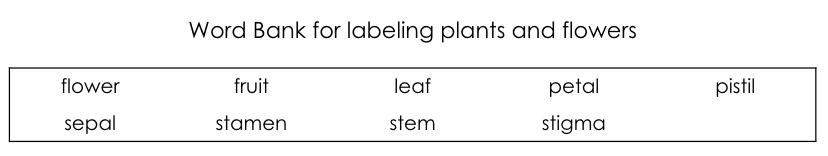 Word Bank for labeling plants and flowers
flower fruit leaf petal pistil
sepal stamen stem stigma